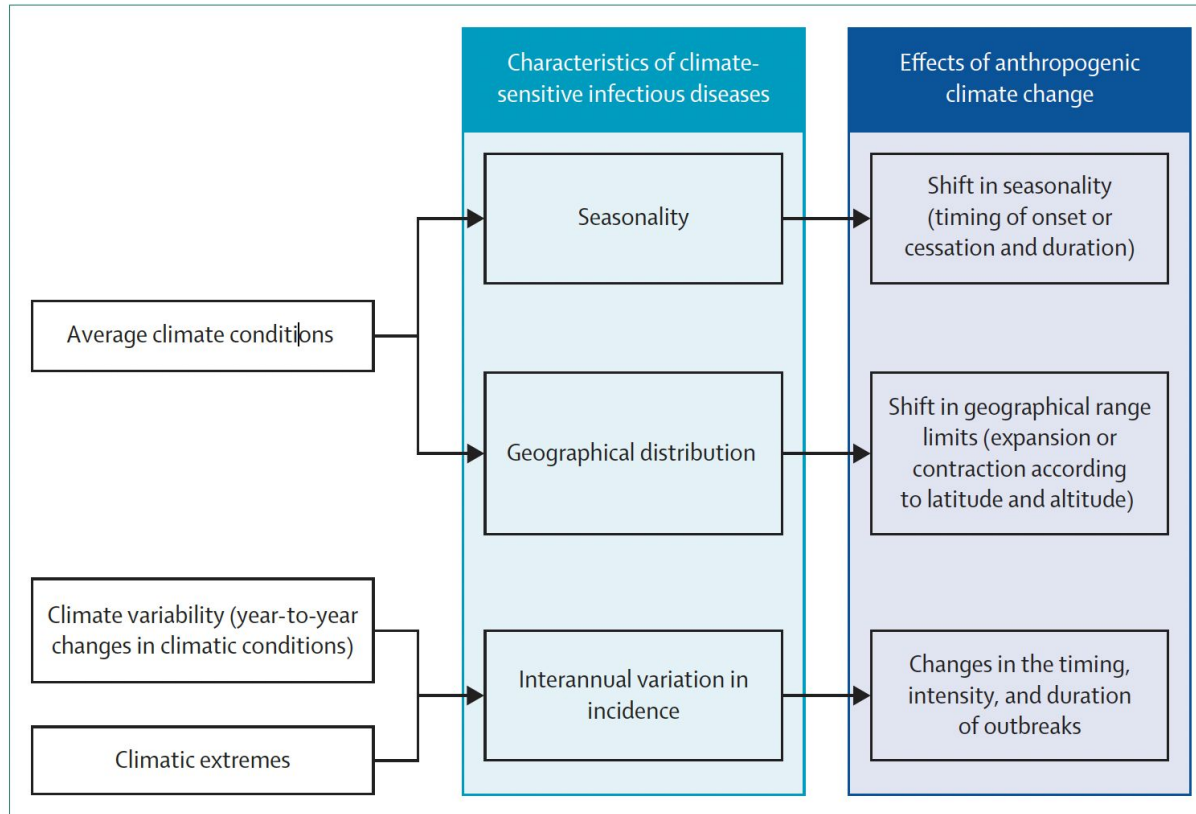 Characteristics of climate-
sensitive infectious diseases
Effects of anthropogenic
climate change
Average climate conditions
Seasonality
Shift in seasonality
(timing of onset or
cessation and duration)
Geographical distribution
Shift in geographical range
limits (expansion or
contraction according
to latitude and altitude)
Climate variability (year-to-year
changes in climatic conditions)
Climatic extremes
Interannual variation in
incidence
Changes in the timing,
intensity, and duration
of outbreaks